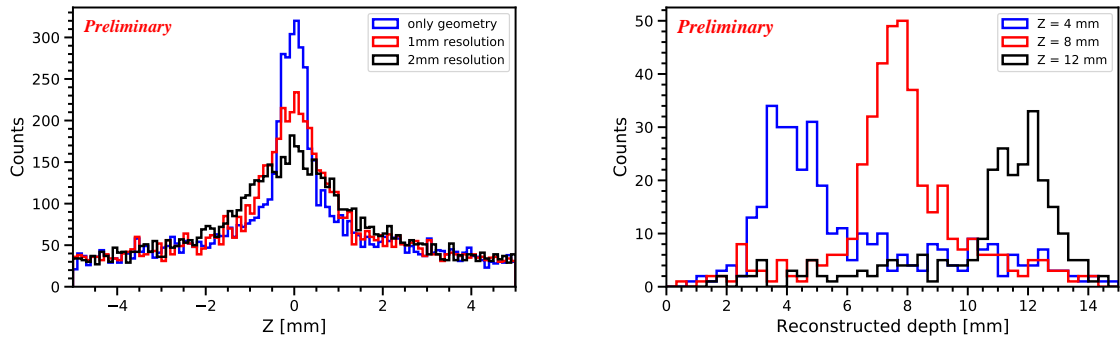 Preliminary
only geometry
1mm resolution
2mm resolution
Counts
300
250
200
150
100
50
0
−4
−2
0
2
4
Z [mm]
Preliminary
Z = 4 mm
Z = 8 mm
Z = 12 mm
Counts
50
40
30
20
10
0
0
2
4
6
8
10
12
14
Reconstructed depth [mm]